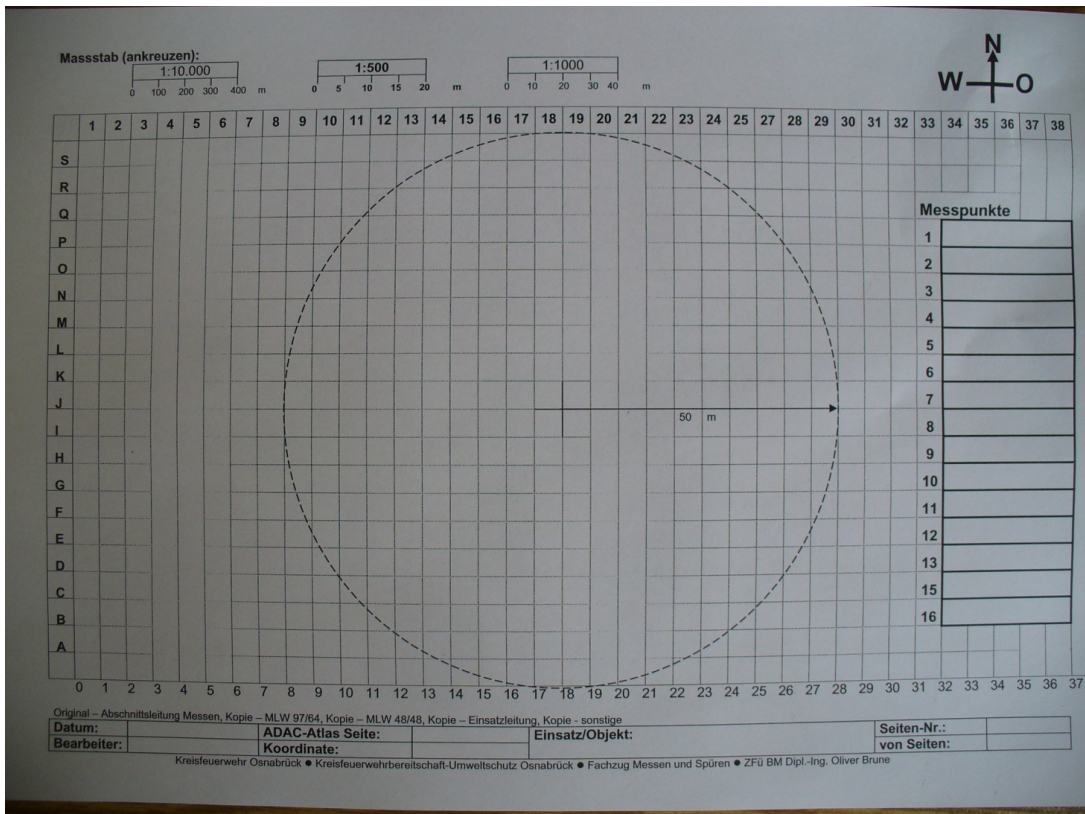 Massstab (ankreuzen):
1:10.000
0 100 200 300 400 m
1:500
0 5 10 15 20 m
1:1000
0 10 20 30 40 m
N
W O
1 2 3 4 5 6 7 8 9 10 11 12 13 14 15 16 17 18 19 20 21 22 23 24 25 26 27 28 29 30 31 32 33 34 35 36 37 38
S
R
Q
P
O
N
M
L
K
J
I
H
G
F
E
D
C
B
A
50 m
Messpunkte
1
2
3
4
5
6
7
8
9
10
11
12
13
15
16
0 1 2 3 4 5 6 7 8 9 10 11 12 13 14 15 16 17 18 19 20 21 22 23 24 25 26 27 28 29 30 31 32 33 34 35 36 37
Original – Abschnittsleitung Messen, Kopie – MLW 97/64, Kopie – MLW 48/48, Kopie – Einsatzleitung, Kopie - sonstige
Datum: ADAC-Atlas Seite: Einsatz/Objekt: Seiten-Nr.:
Bearbeiter: Koordinate: von Seiten:
Kreisfeuerwehr Osnabrück ● Kreisfeuerwehrbereitschaft-Umweltschutz Osnabrück ● Fachzug Messen und Spüren ● ZFü BM Dipl.-Ing. Oliver Brune